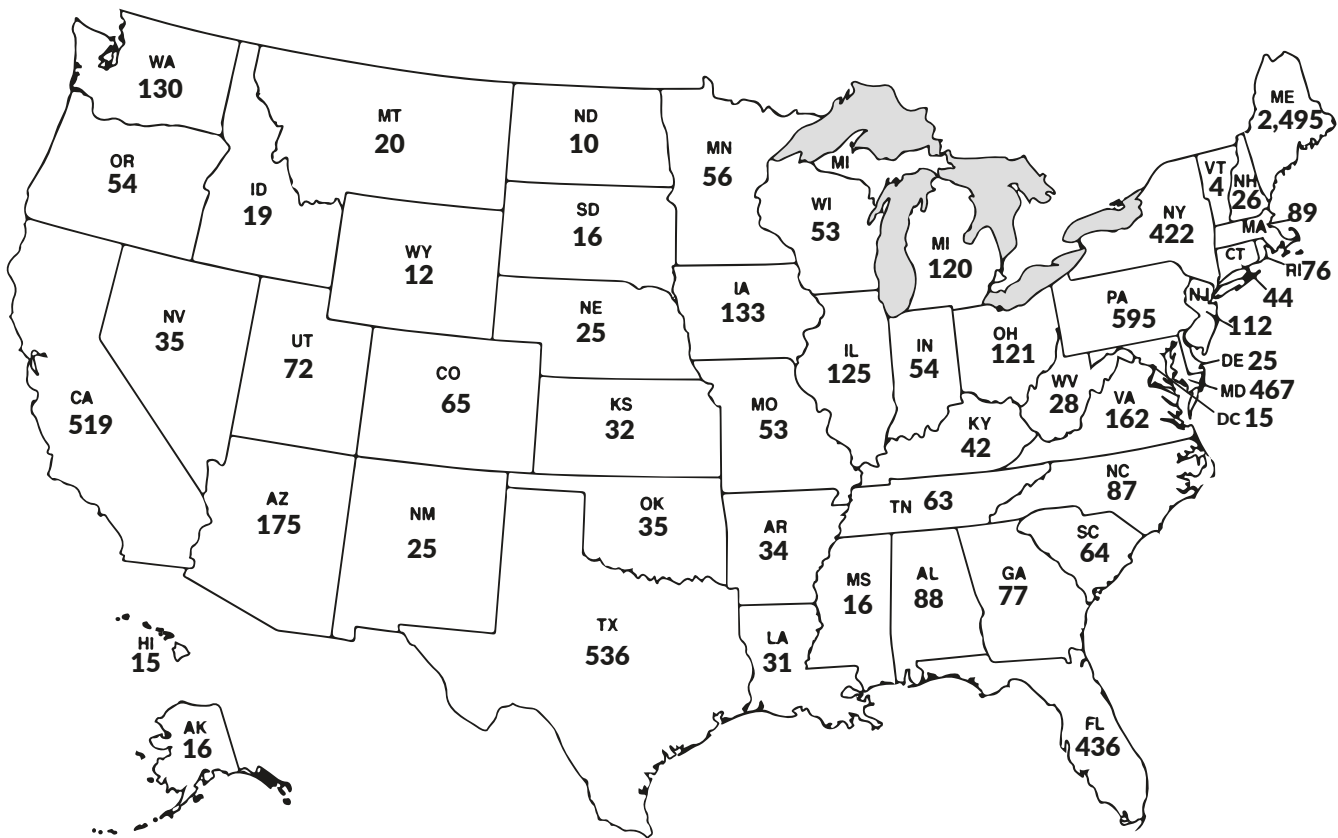 WA
130
MT
20
ND
10
MN
56
OR
54
ID
19
SD
16
WY
12
WI
53
MI
MI
120
ME
2,495
VT
4
NH
26
NY
422
MA
89
CT
RI 76
44
NV
35
UT
72
NE
25
IA
133
PA
595
NJ
112
CO
65
IL
125
IN
54
OH
121
DE 25
MD 467
DC 15
WV
28
VA
162
CA
519
KS
32
MO
53
KY
42
NC
87
AZ
175
NM
25
OK
35
AR
34
TN 63
SC
64
MS
16
AL
88
GA
77
TX
536
LA
31
HI
15
AK
16
FL
436